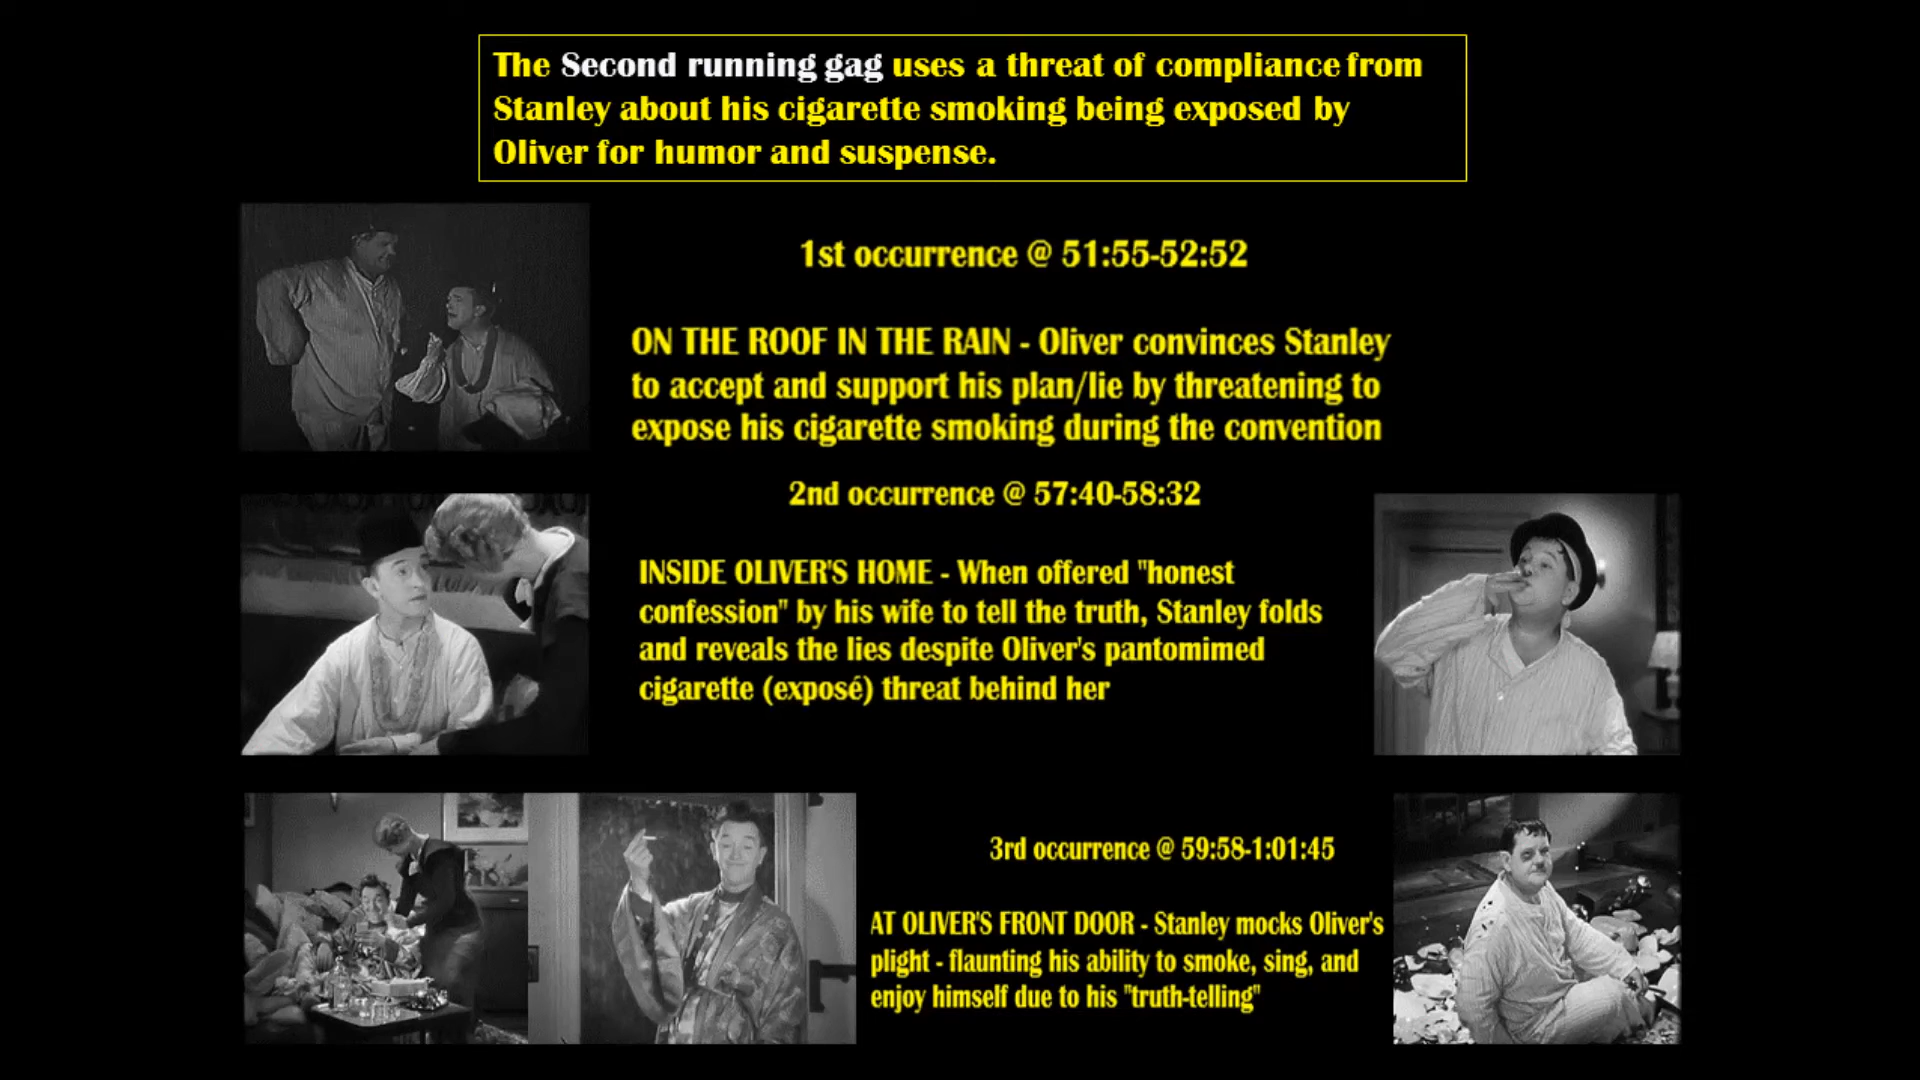 The Second running gag uses a threat of compliance from
Stanley about his cigarette smoking being exposed by
Oliver for humor and suspense.
1st occurrence @ 51:55-52:52
ON THE ROOF IN THE RAIN - Oliver convinces Stanley
to accept and support his plan/lie by threatening to
expose his cigarette smoking during the convention
2nd occurrence @ 57:40-58:32
INSIDE OLIVER'S HOME - When offered "honest
confession" by his wife to tell the truth, Stanley folds
and reveals the lies despite Oliver's pantomimed
cigarette (exposé) threat behind her
3rd occurrence @ 59:58-1:01:45
AT OLIVER'S FRONT DOOR - Stanley mocks Oliver's
plight - flaunting his ability to smoke, sing, and
enjoy himself due to his "truth-telling"